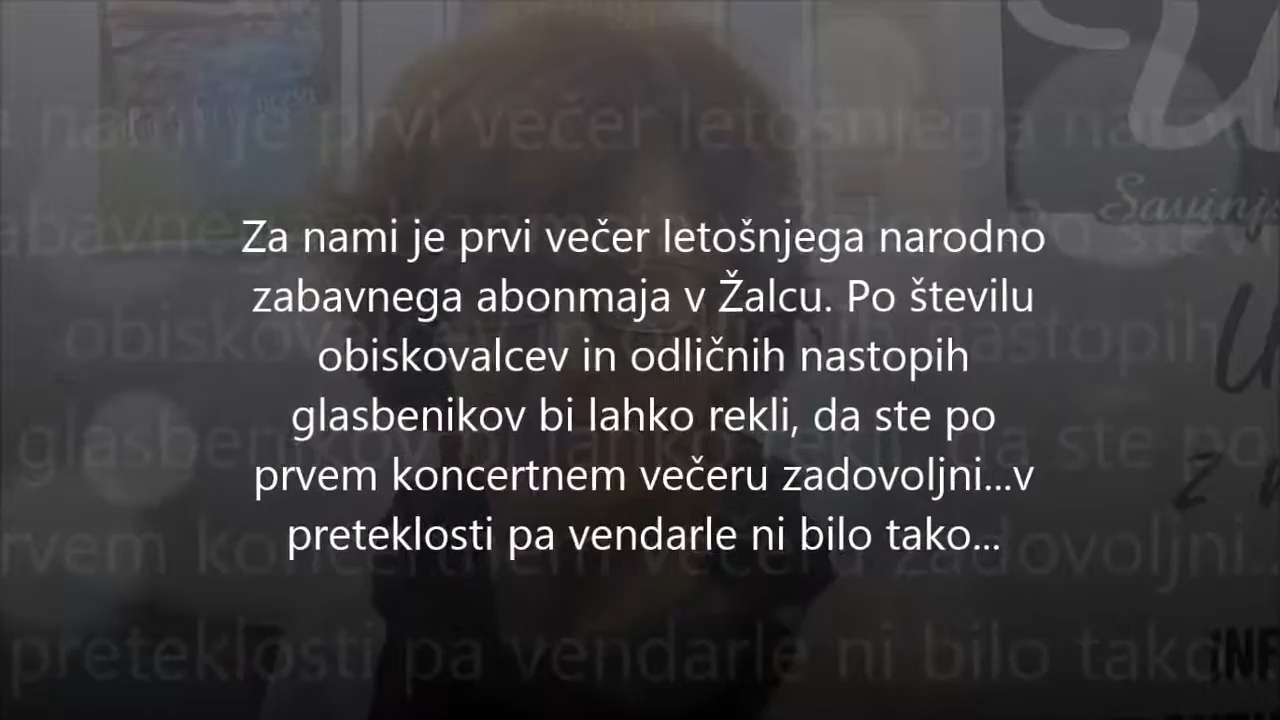 Za nami je prvi večer letošnjega narodno
zabavnega abonmaja v Žalcu. Po številu
obiskovalcev in odličnih nastopih
glasbenikov bi lahko rekli, da ste po
prvem koncertnem večeru zadovoljni...v
preteklosti pa vendarle ni bilo tako...